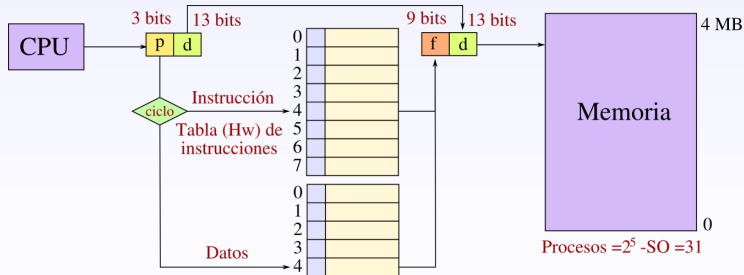 3 bits
13 bits
9 bits
13 bits
CPU
p
d
f
d
4 MB
0
1
2
3
4
5
6
7
Instrucción
ciclo
Tabla (Hw) de
instrucciones
Memoria
0
0
1
2
3
4
Datos
Procesos =2⁵ -SO =31